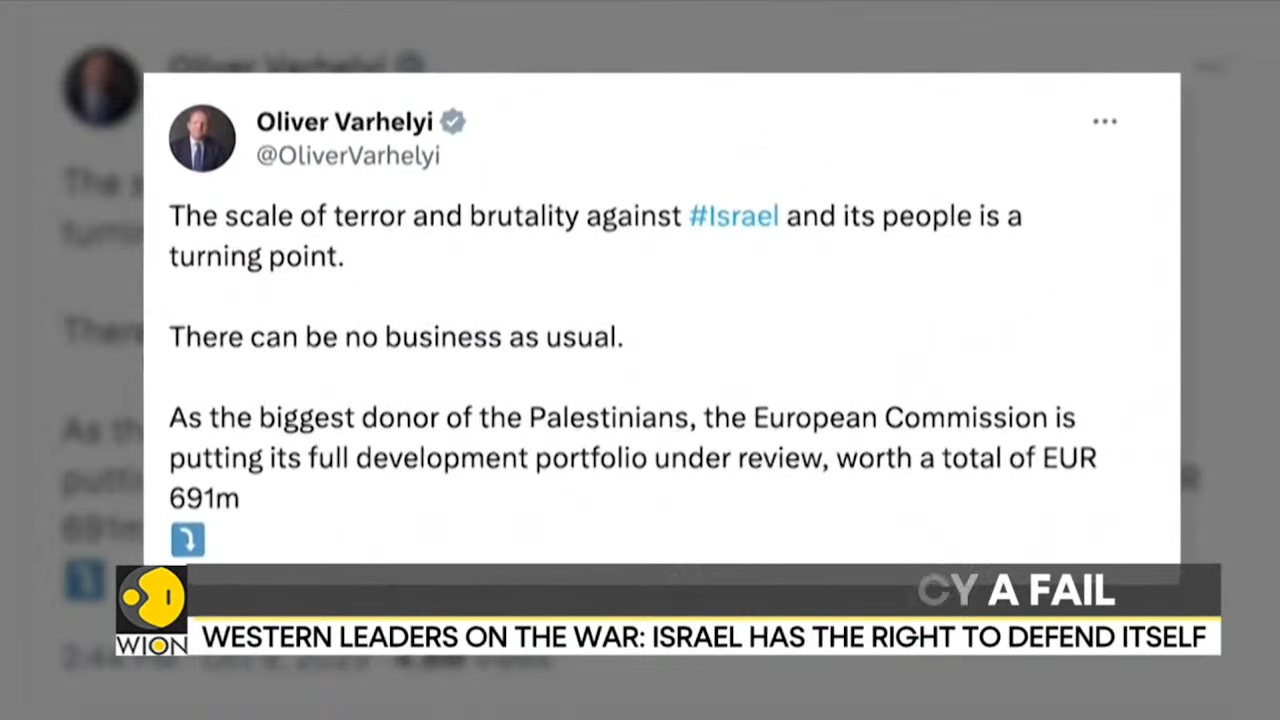 Oliver Varhelyi
@OliverVarhelyi
The scale of terror and brutality against #Israel and its people is a
turning point.
There can be no business as usual.
As the biggest donor of the Palestinians, the European Commission is
putting its full development portfolio under review, worth a total of EUR
691m
CY A FAIL
WION
WESTERN LEADERS ON THE WAR: ISRAEL HAS THE RIGHT TO DEFEND ITSELF